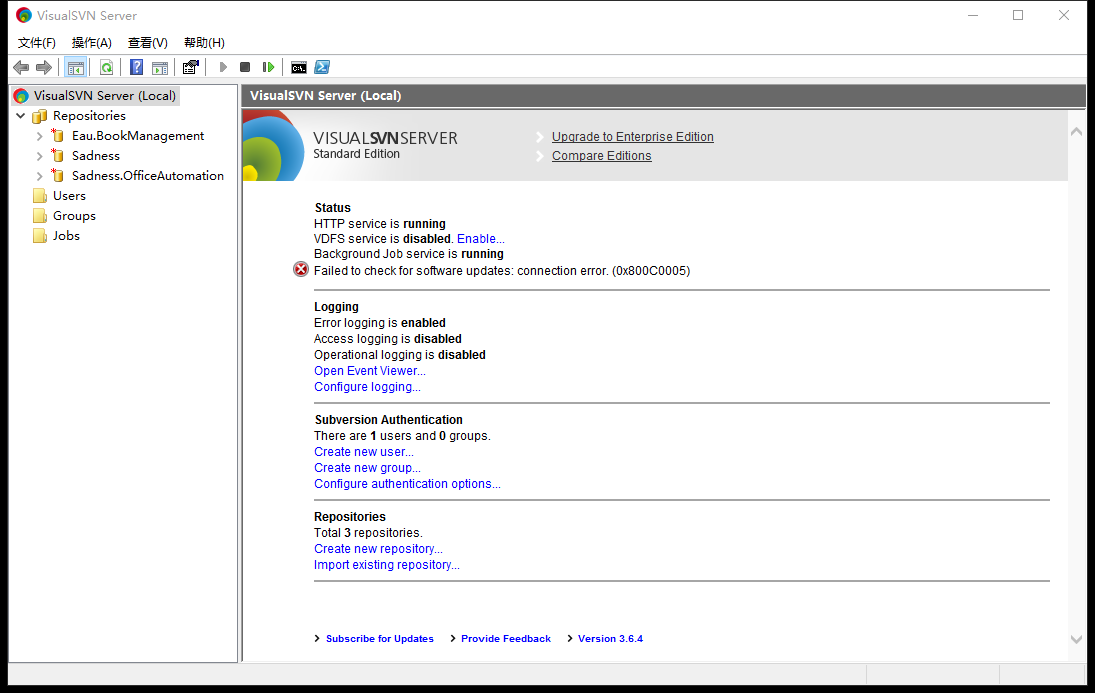 VisualSVN Server
文件(F) 操作(A) 查看(V) 帮助(H)
C:\.
VisualSVN Server (Local)
Repositories
Eau.BookManagement
Sadness
Sadness.OfficeAutomation
Users
Groups
Jobs
VisualSVN Server (Local)
VISUALSVNSERVER
Standard Edition
Upgrade to Enterprise Edition
Compare Editions
Status
HTTP service is running
VDFS service is disabled. Enable...
Background Job service is running
Failed to check for software updates: connection error. (0x800C0005)
Logging
Error logging is enabled
Access logging is disabled
Operational logging is disabled
Open Event Viewer...
Configure logging...
Subversion Authentication
There are 1 users and 0 groups.
Create new user...
Create new group...
Configure authentication options...
Repositories
Total 3 repositories.
Create new repository...
Import existing repository...
Subscribe for Updates Provide Feedback Version 3.6.4